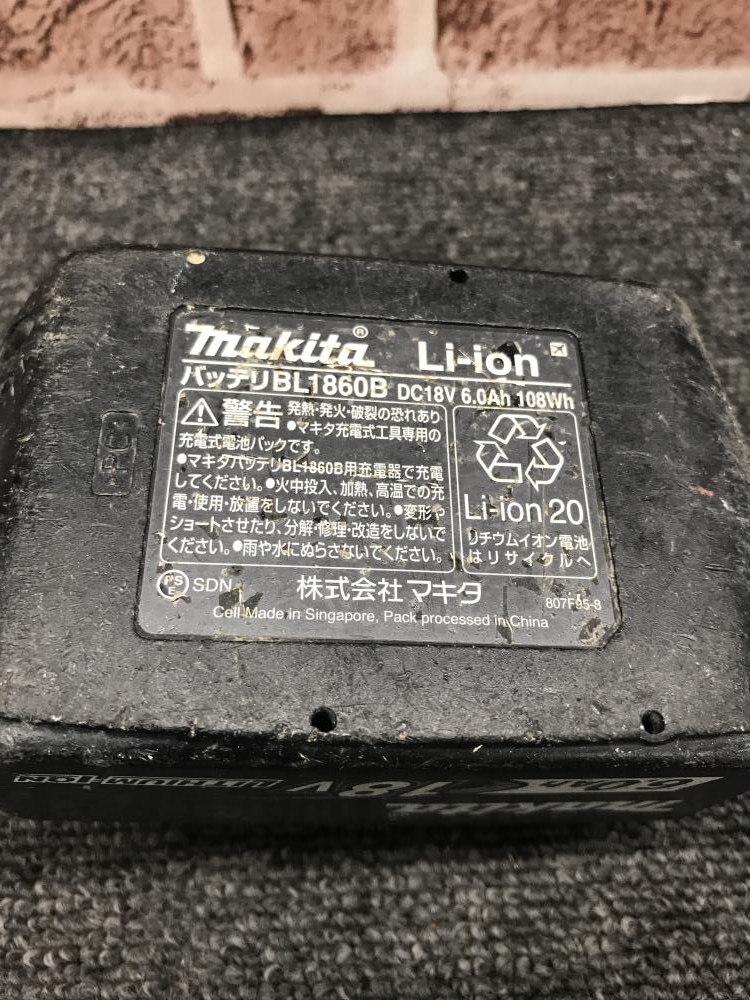 makita® Li-ion
バッテリBL1860B DC18V 6.0Ah 108Wh
⚠警告 発熱・発火・破裂の恐れあり
●マキタ充電式工具専用の
充電式電池パックです。
●マキタバッテリBL1860B用充電器で充電
してください。●火中投入、加熱、高温での充
電・使用・放置をしないでください。●変形や
ショートさせたり、分解・修理・改造をしないで
ください。●雨や水にぬらさないでください。
Li-ion 20
リチウムイオン電池
はリサイクルへ
PS
E SDN 株式会社マキタ 807F95-8
Cell Made in Singapore, Pack processed in China
>PC<
makita
6.0Ah 18V LITHIUM-ION